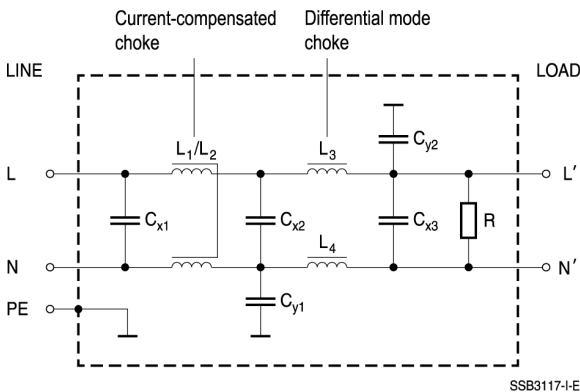 Current-compensated
choke
Differential mode
choke
LINE
LOAD
L₁/L₂
L₃
Cy2
L
L′
Cx1
Cx2
Cx3
R
L₄
N
N′
Cy1
PE
SSB3117-I-E